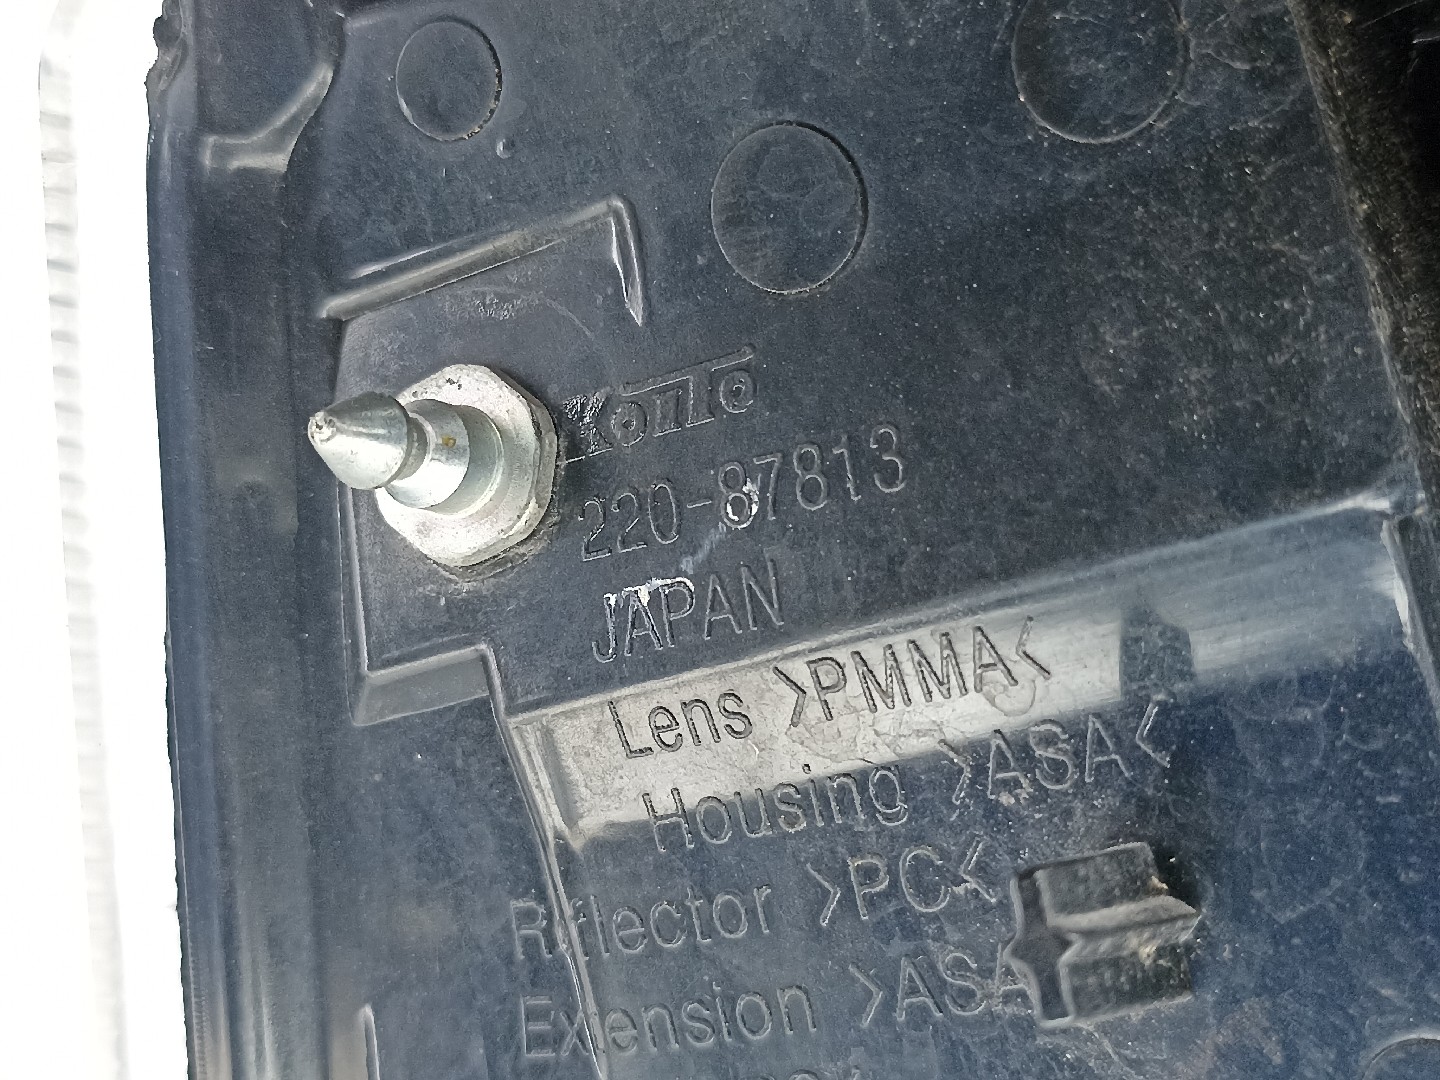 Koito
220-87813
JAPAN
Lens >PMMA<
Housing >ASA<
Reflector >PC<
Extension >ASA